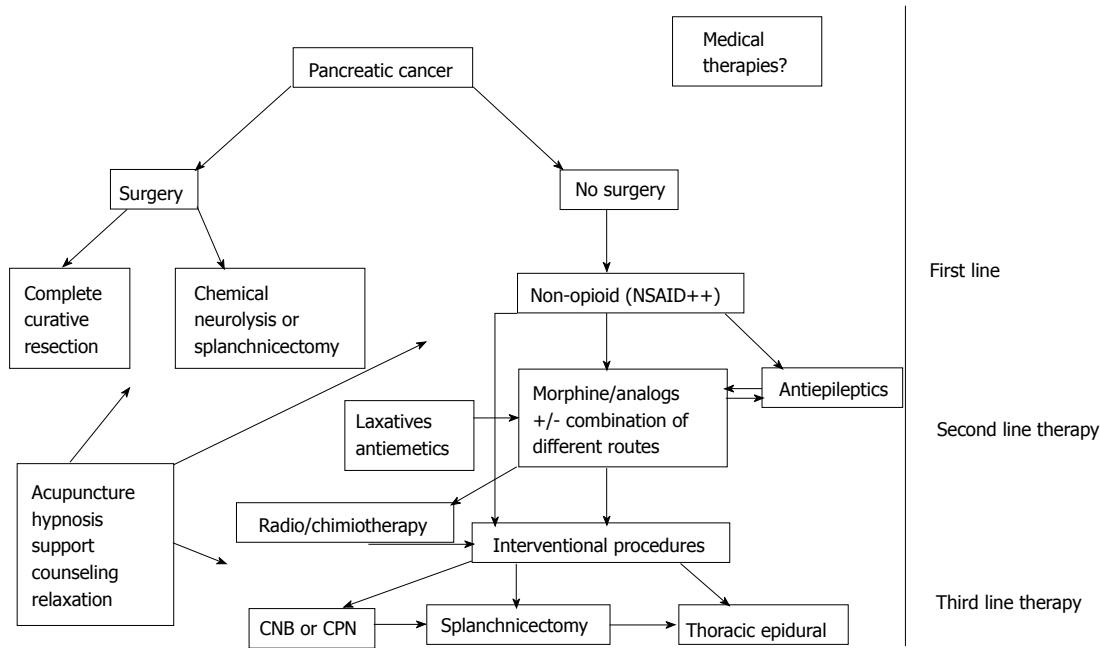 Medical
therapies?
Pancreatic cancer
Surgery
No surgery
First line
Complete
curative
resection
Chemical
neurolysis or
splanchnicectomy
Non-opioid (NSAID++)
Antiepileptics
Morphine/analogs
+/- combination of
different routes
Laxatives
antiemetics
Second line therapy
Acupuncture
hypnosis
support
counseling
relaxation
Radio/chimiotherapy
Interventional procedures
Third line therapy
CNB or CPN
Splanchnicectomy
Thoracic epidural